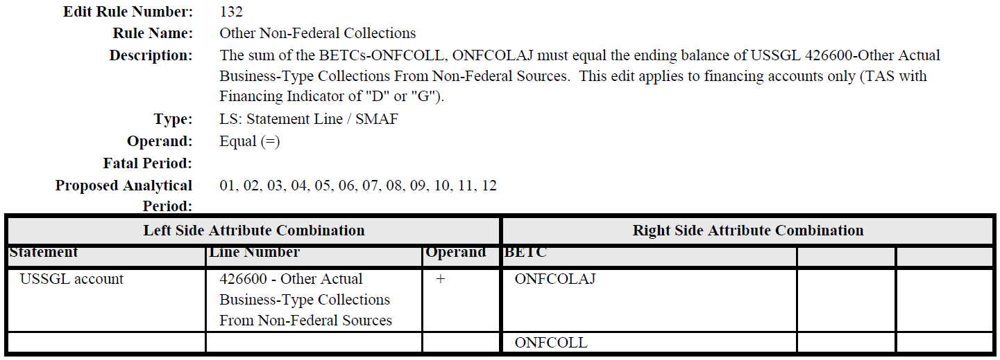 Edit Rule Number: 132
Rule Name: Other Non-Federal Collections
Description: The sum of the BETCs-ONFCOLL, ONFCOLAJ must equal the ending balance of USSGL 426600-Other Actual
Business-Type Collections From Non-Federal Sources.  This edit applies to financing accounts only (TAS with
Financing Indicator of "D" or "G").
Type: LS: Statement Line / SMAF
Operand: Equal (=)
Fatal Period:
Proposed Analytical 01, 02, 03, 04, 05, 06, 07, 08, 09, 10, 11, 12
Period:
Left Side Attribute Combination Right Side Attribute Combination
Statement Line Number Operand BETC
USSGL account 426600 - Other Actual + ONFCOLAJ
Business-Type Collections
From Non-Federal Sources
ONFCOLL